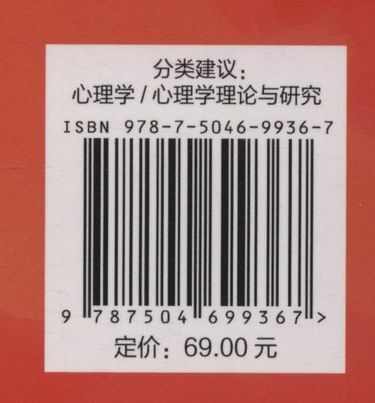 分类建议：
心理学 / 心理学理论与研究
ISBN 978-7-5046-9936-7
9 787504 699367 >
定价：69.00 元